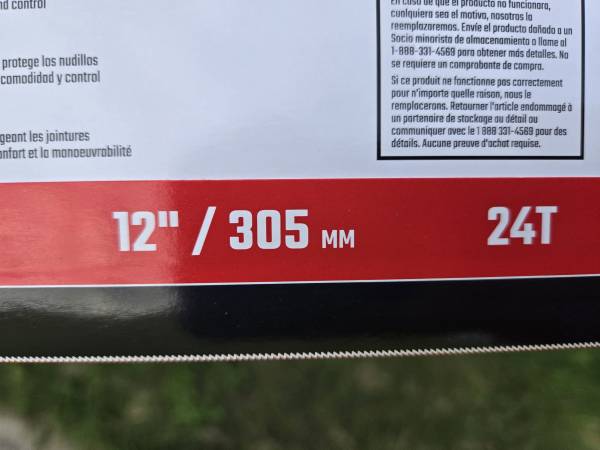 nd control
protege los nudillos
comodidad y control
geant les jointures
nfort et la manoeuvrabilité
En caso de que el producto no funcionara,
cualquiera sea el motivo, nosotros lo
reemplazaremos. Envíe el producto dañado a un
Socio minorista de almacenamiento o llame al
1-888-331-4569 para obtener más detalles. No
se requiere un comprobante de compra.
Si ce produit ne fonctionne pas correctement
pour n'importe quelle raison, nous le
remplacerons. Retourner l'article endommagé à
un partenaire de stockage au détail ou
communiquer avec le 1 888 331-4569 pour des
détails. Aucune preuve d'achat requise.
12" / 305 MM
24T